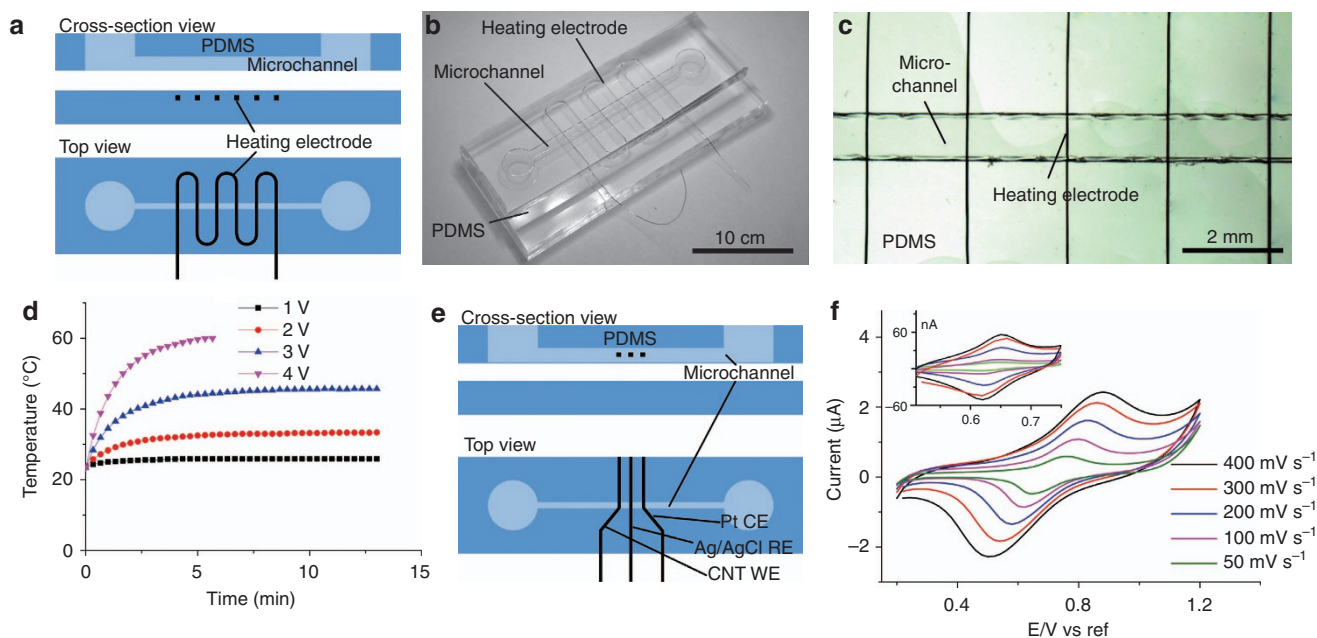 a
Cross-section view
PDMS
Microchannel
Heating electrode
Top view
b
Heating electrode
Microchannel
PDMS
10 cm
c
Micro-
channel
Heating electrode
PDMS
2 mm
d
1 V
2 V
3 V
4 V
60
40
20
0
0 5 10 15
Temperature (°C)
Time (min)
e
Cross-section view
PDMS
Microchannel
Top view
Pt CE
Ag/AgCl RE
CNT WE
f
nA
60
–60
0.6 0.7
4
2
0
–2
Current (µA)
400 mV s⁻¹
300 mV s⁻¹
200 mV s⁻¹
100 mV s⁻¹
50 mV s⁻¹
0.4 0.8 1.2
E/V vs ref